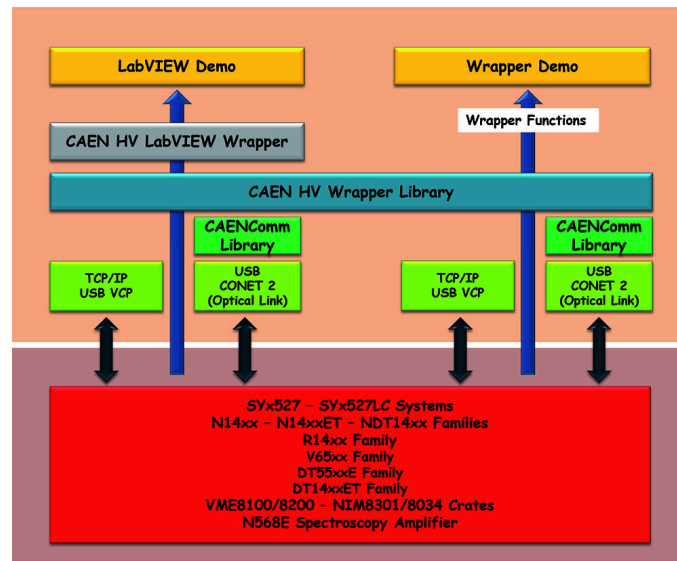 LabVIEW Demo
Wrapper Demo
Wrapper Functions
CAEN HV LabVIEW Wrapper
CAEN HV Wrapper Library
CAENComm
Library
CAENComm
Library
TCP/IP
USB VCP
USB
CONET 2
(Optical Link)
TCP/IP
USB VCP
USB
CONET 2
(Optical Link)
SYx527 – SYx527LC Systems
N14xx – N14xxET – NDT14xx Families
R14xx Family
V65xx Family
DT55xxE Family
DT14xxET Family
VME8100/8200 – NIM8301/8034 Crates
N568E Spectroscopy Amplifier